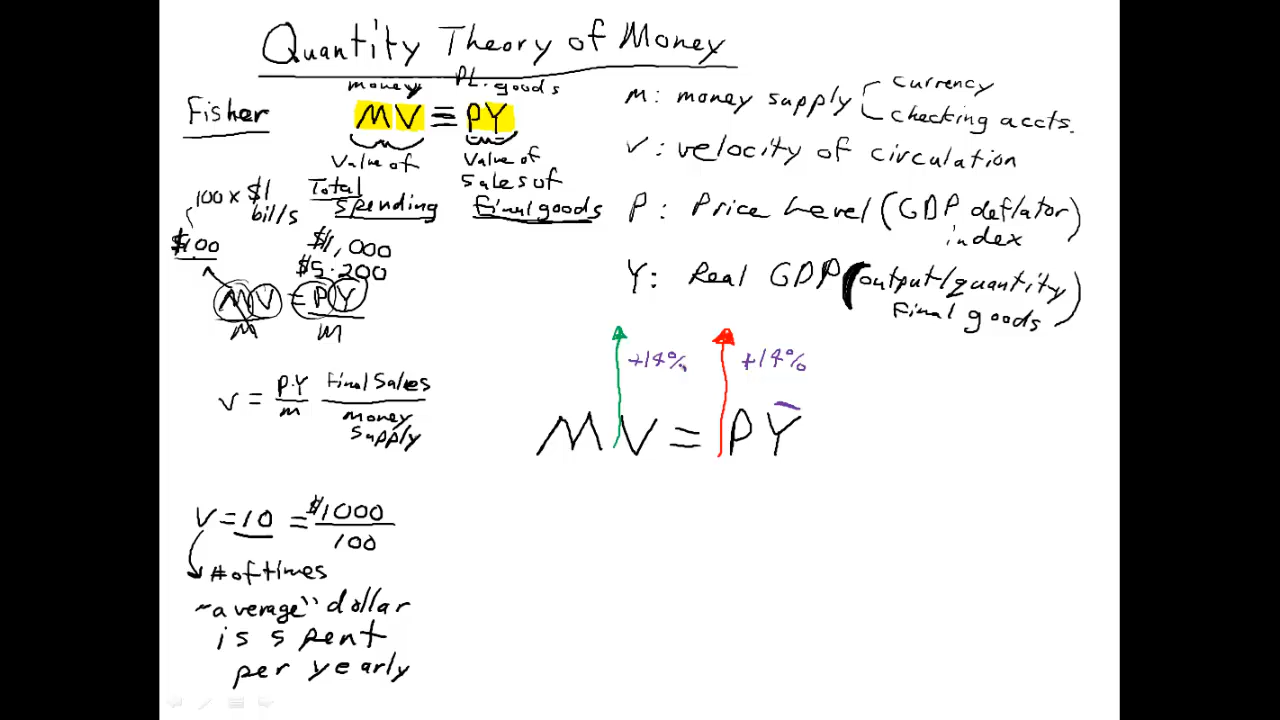 Quantity Theory of Money
money PL. goods
Fisher MV ≡ PY
Value of Total Spending
Value of Sales of final goods
100 x $1 bills
$100
$1,000
$5·200
MV = PY
M M
V = P.Y Final Sales
M money supply
V = 10 = $1000
100
# of times
"average" dollar
is spent
per yearly
M: money supply
currency
checking accts.
V: velocity of circulation
P: Price Level (GDP deflator)
index
Y: Real GDP (output/quantity)
Final goods
+14% +14%
MV = PY̅